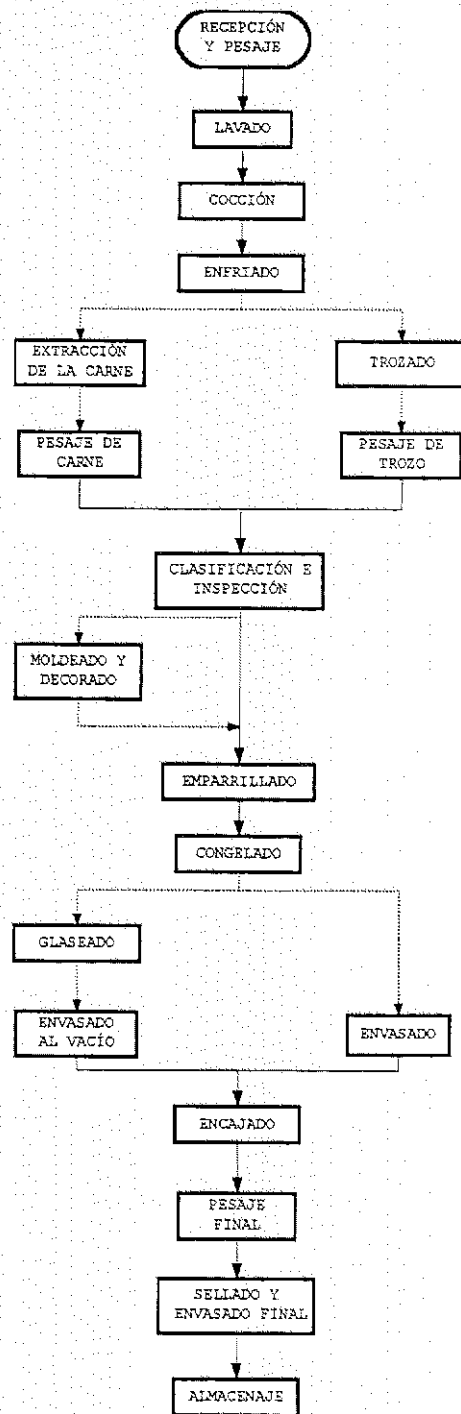 RECEPCIÓN
Y PESAJE
LAVADO
COCCIÓN
ENFRIADO
EXTRACCIÓN
DE LA CARNE
TROZADO
PESAJE DE
CARNE
PESAJE DE
TROZO
CLASIFICACIÓN E
INSPECCIÓN
MOLDEADO Y
DECORADO
EMPARRILLADO
CONGELADO
GLASEADO
ENVASADO
AL VACÍO
ENVASADO
ENCAJADO
PESAJE
FINAL
SELLADO Y
ENVASADO FINAL
ALMACENAJE